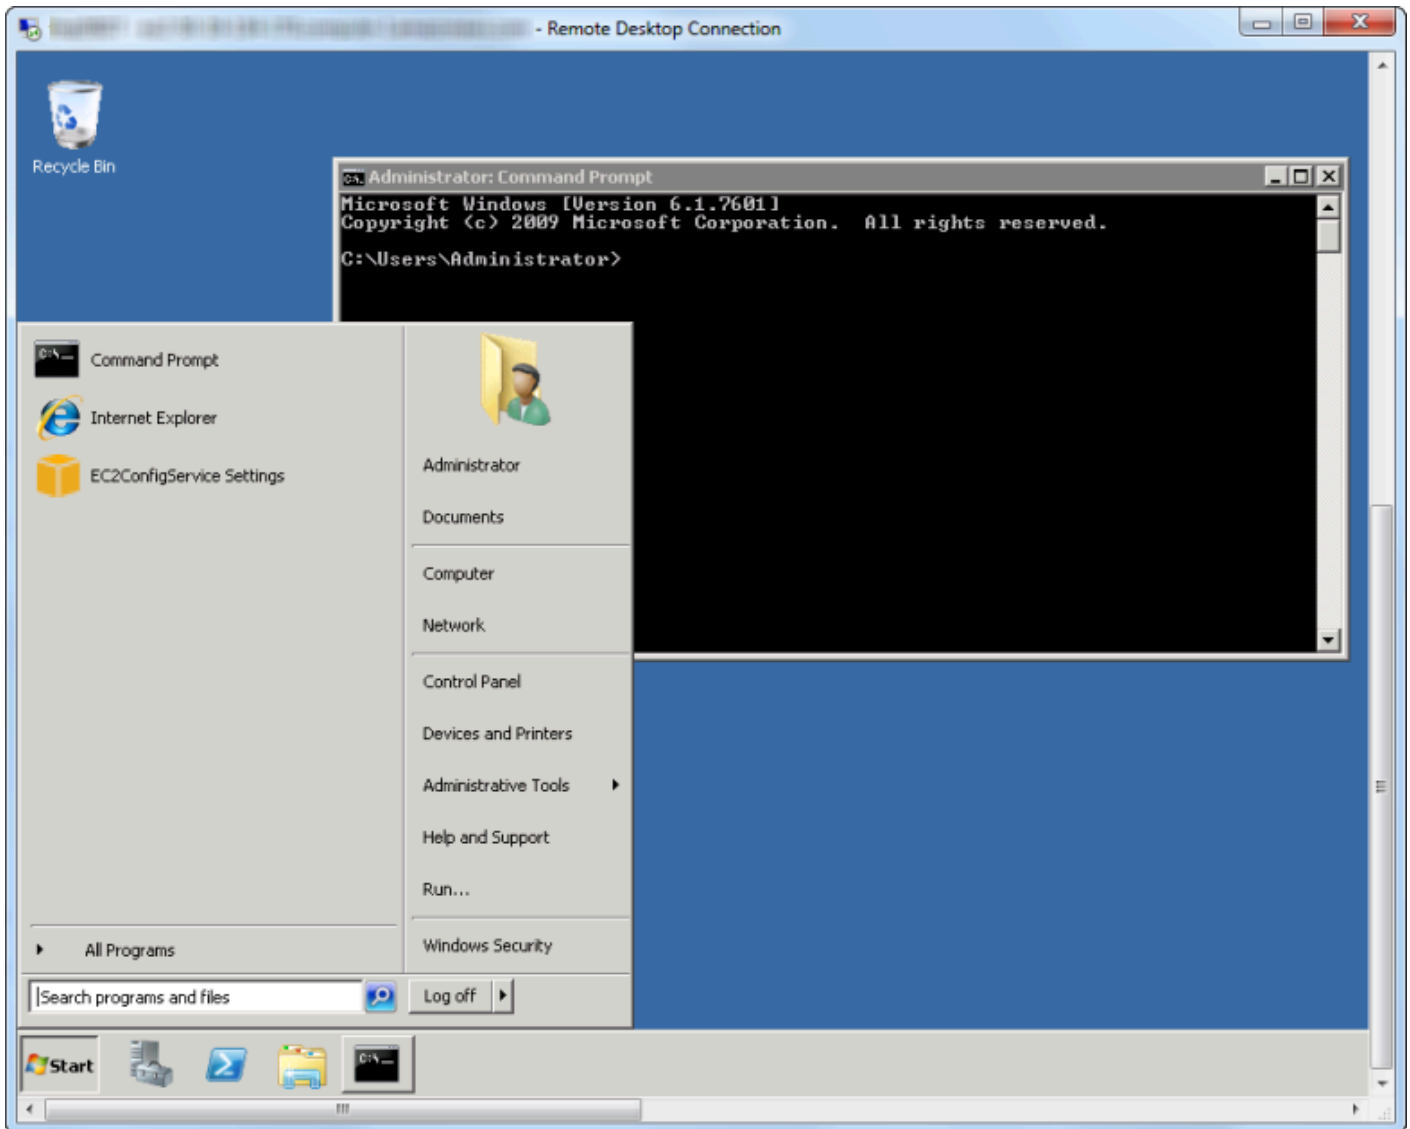 - Remote Desktop Connection
Recycle Bin
Administrator: Command Prompt
Microsoft Windows [Version 6.1.7601]
Copyright (c) 2009 Microsoft Corporation.  All rights reserved.
C:\Users\Administrator>
Command Prompt
Internet Explorer
EC2ConfigService Settings
Administrator
Documents
Computer
Network
Control Panel
Devices and Printers
Administrative Tools
Help and Support
Run...
Windows Security
All Programs
Search programs and files
Log off
Start